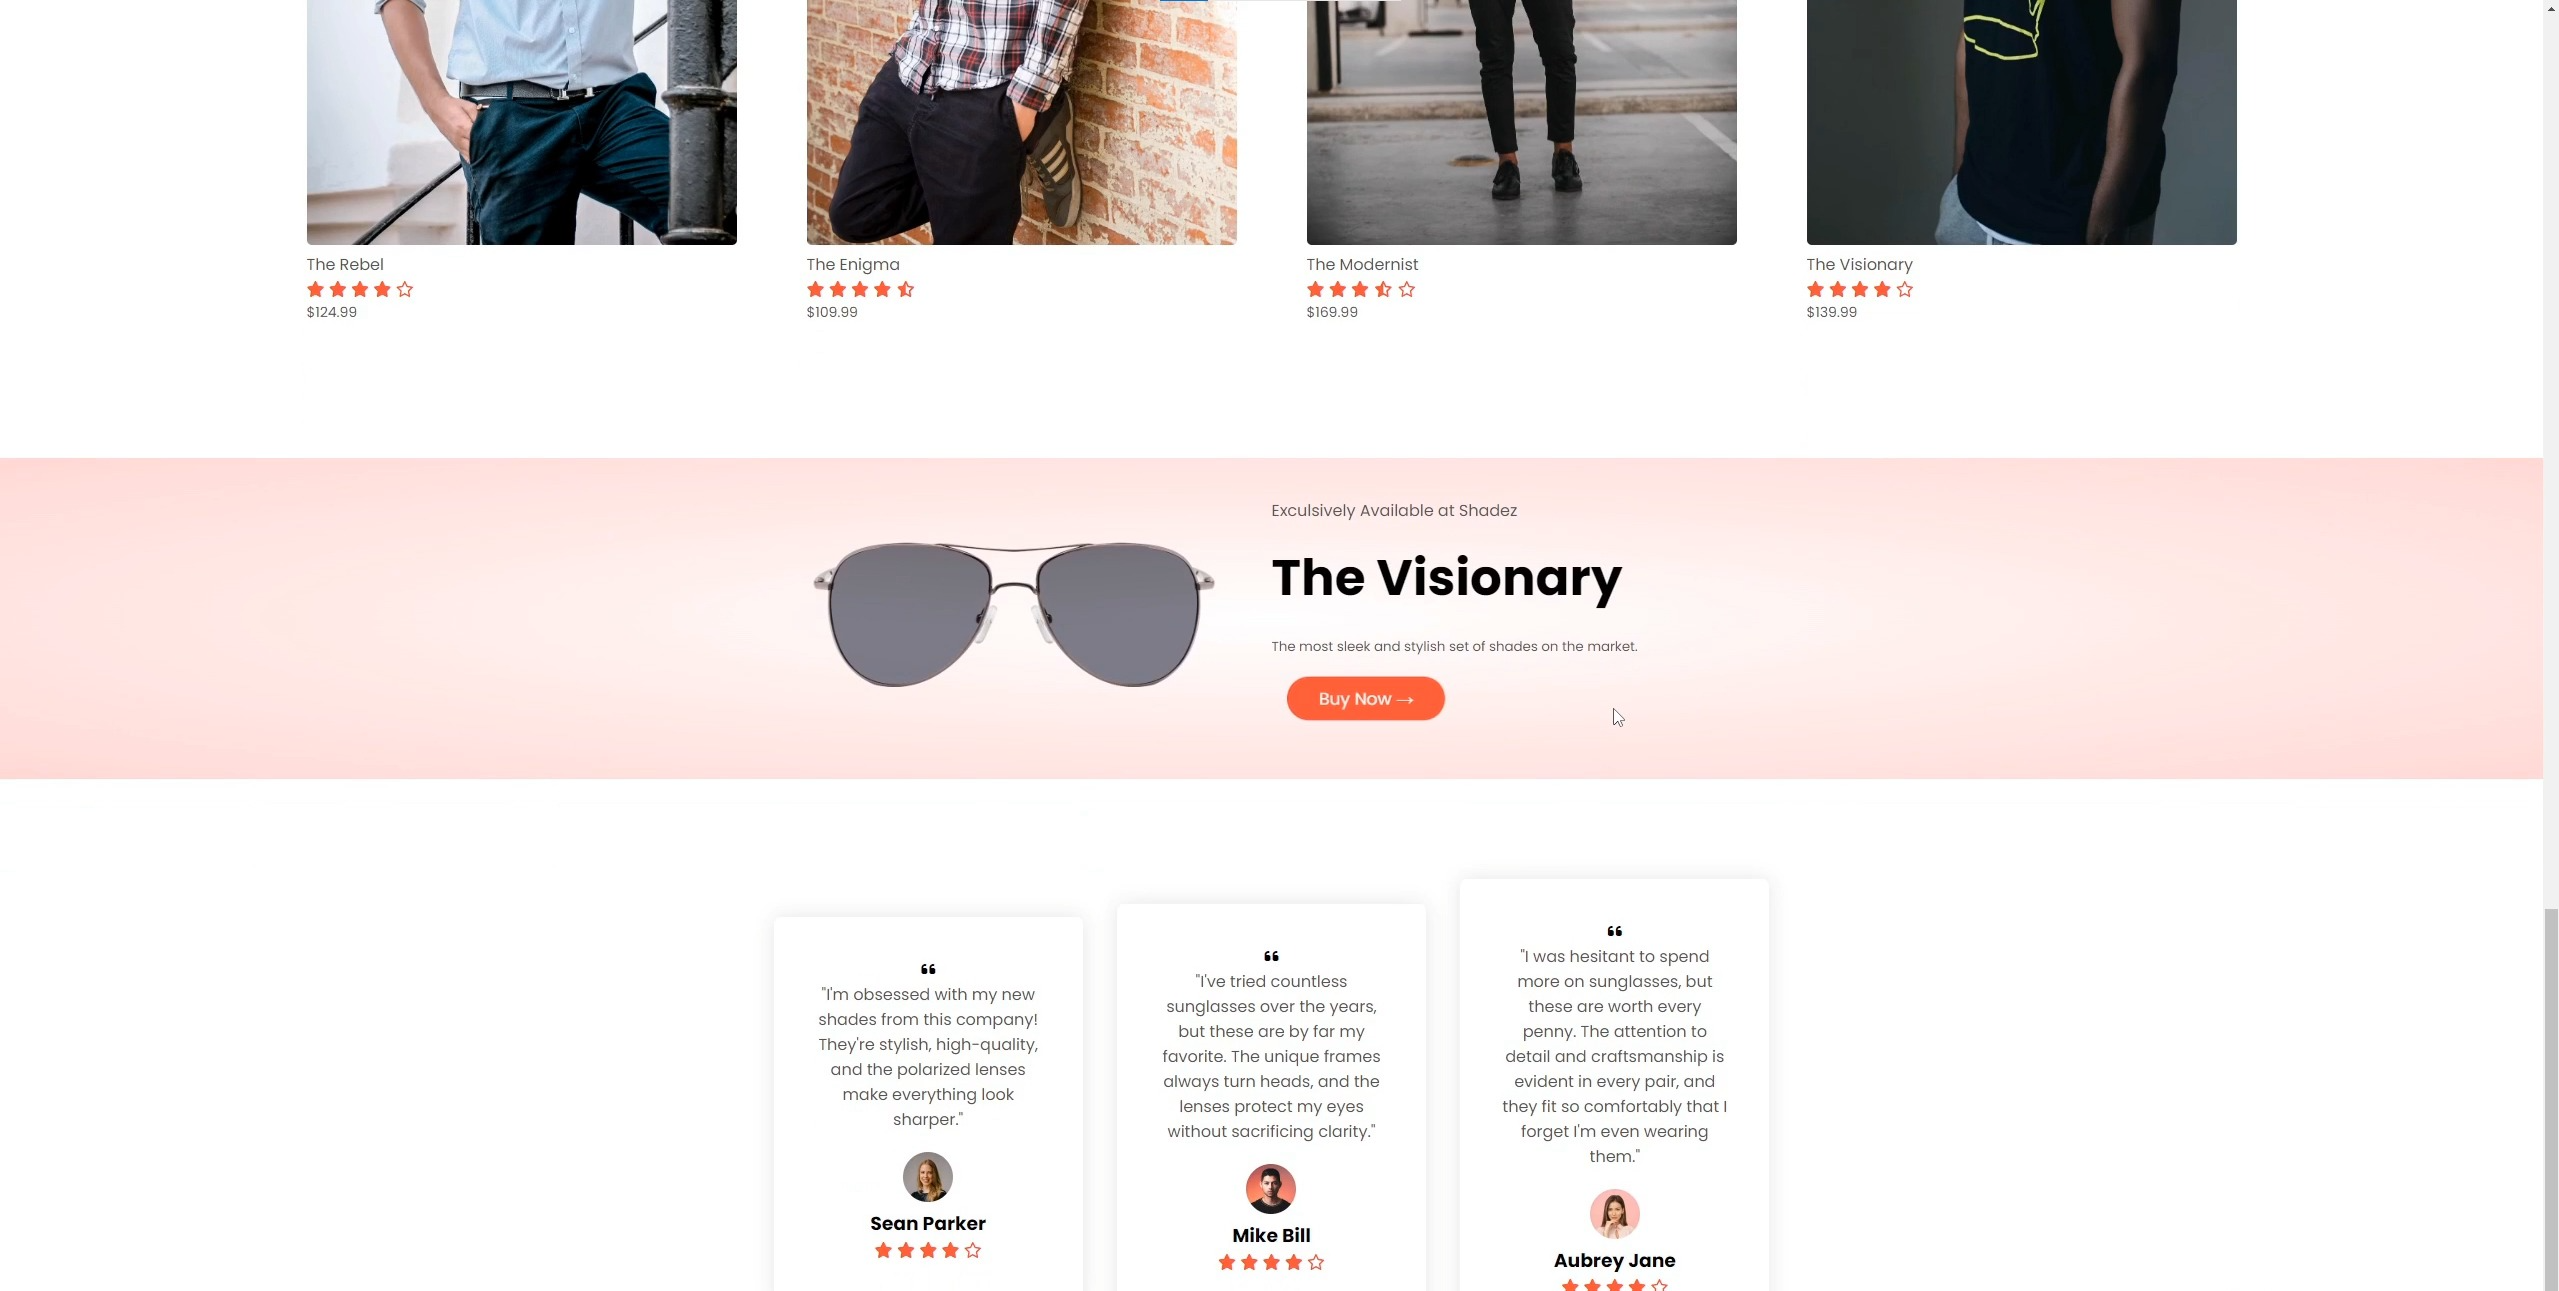 The Rebel
$124.99
The Enigma
$109.99
The Modernist
$169.99
The Visionary
$139.99
Exculsively Available at Shadez
The Visionary
The most sleek and stylish set of shades on the market.
Buy Now →
"I'm obsessed with my new
shades from this company!
They're stylish, high-quality,
and the polarized lenses
make everything look
sharper."
Sean Parker
"I've tried countless
sunglasses over the years,
but these are by far my
favorite. The unique frames
always turn heads, and the
lenses protect my eyes
without sacrificing clarity."
Mike Bill
"I was hesitant to spend
more on sunglasses, but
these are worth every
penny. The attention to
detail and craftsmanship is
evident in every pair, and
they fit so comfortably that I
forget I'm even wearing
them."
Aubrey Jane